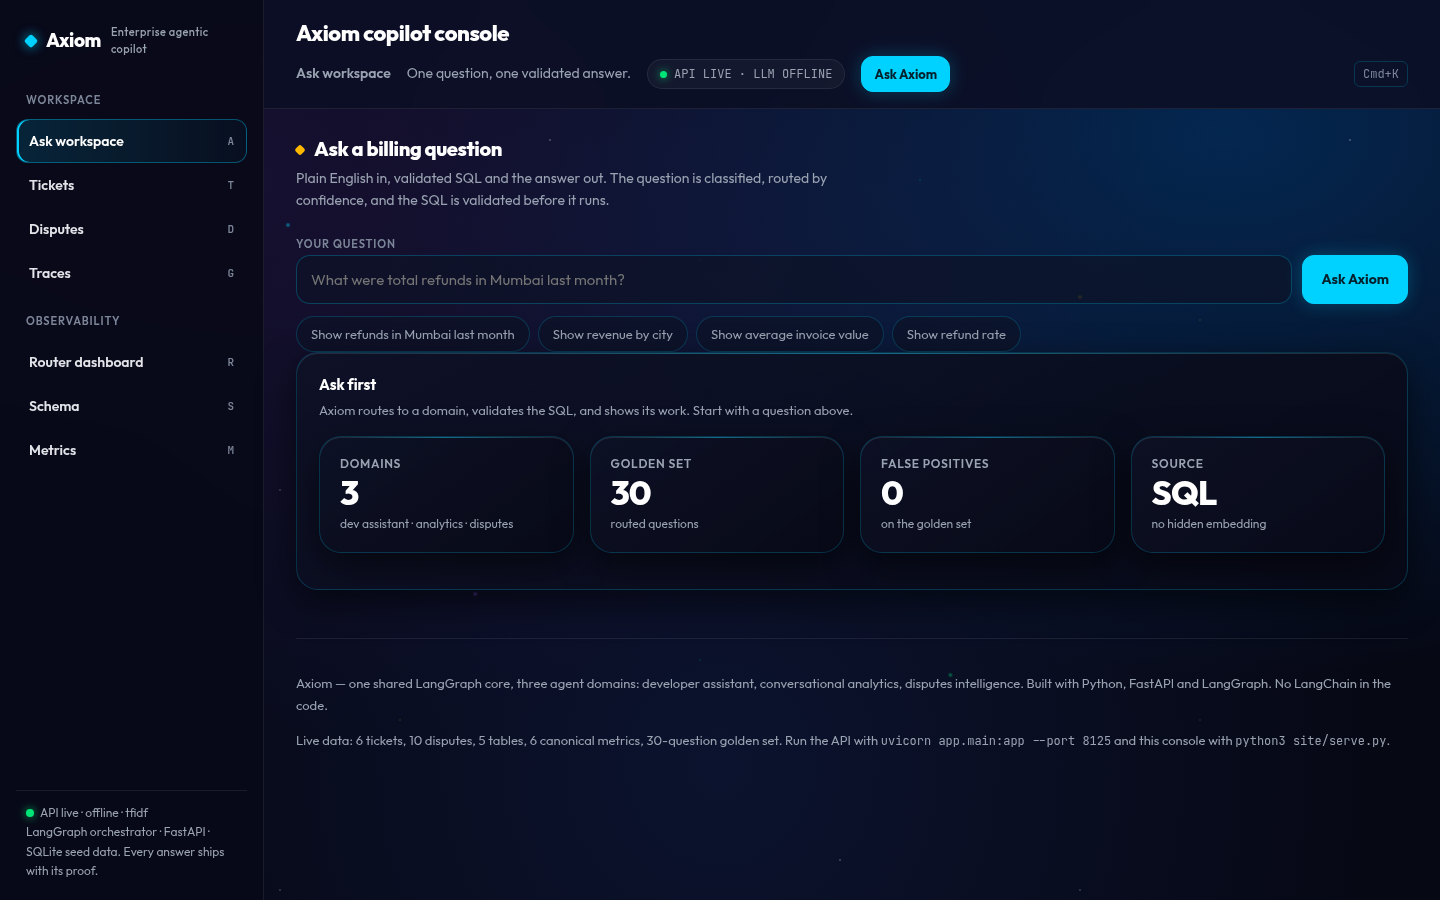 Axiom
Enterprise agentic
copilot
WORKSPACE
Ask workspace A
Tickets T
Disputes D
Traces G
OBSERVABILITY
Router dashboard R
Schema S
Metrics M
API live · offline · tfidf
LangGraph orchestrator · FastAPI ·
SQLite seed data. Every answer ships
with its proof.
Axiom copilot console
Ask workspace One question, one validated answer. API LIVE · LLM OFFLINE Ask Axiom Cmd+K
Ask a billing question
Plain English in, validated SQL and the answer out. The question is classified, routed by
confidence, and the SQL is validated before it runs.
YOUR QUESTION
What were total refunds in Mumbai last month? Ask Axiom
Show refunds in Mumbai last month Show revenue by city Show average invoice value Show refund rate
Ask first
Axiom routes to a domain, validates the SQL, and shows its work. Start with a question above.
DOMAINS
3
dev assistant · analytics · disputes
GOLDEN SET
30
routed questions
FALSE POSITIVES
0
on the golden set
SOURCE
SQL
no hidden embedding
Axiom — one shared LangGraph core, three agent domains: developer assistant, conversational analytics, disputes intelligence. Built with Python, FastAPI and LangGraph. No LangChain in the
code.
Live data: 6 tickets, 10 disputes, 5 tables, 6 canonical metrics, 30-question golden set. Run the API with uvicorn app.main:app --port 8125 and this console with python3 site/serve.py.